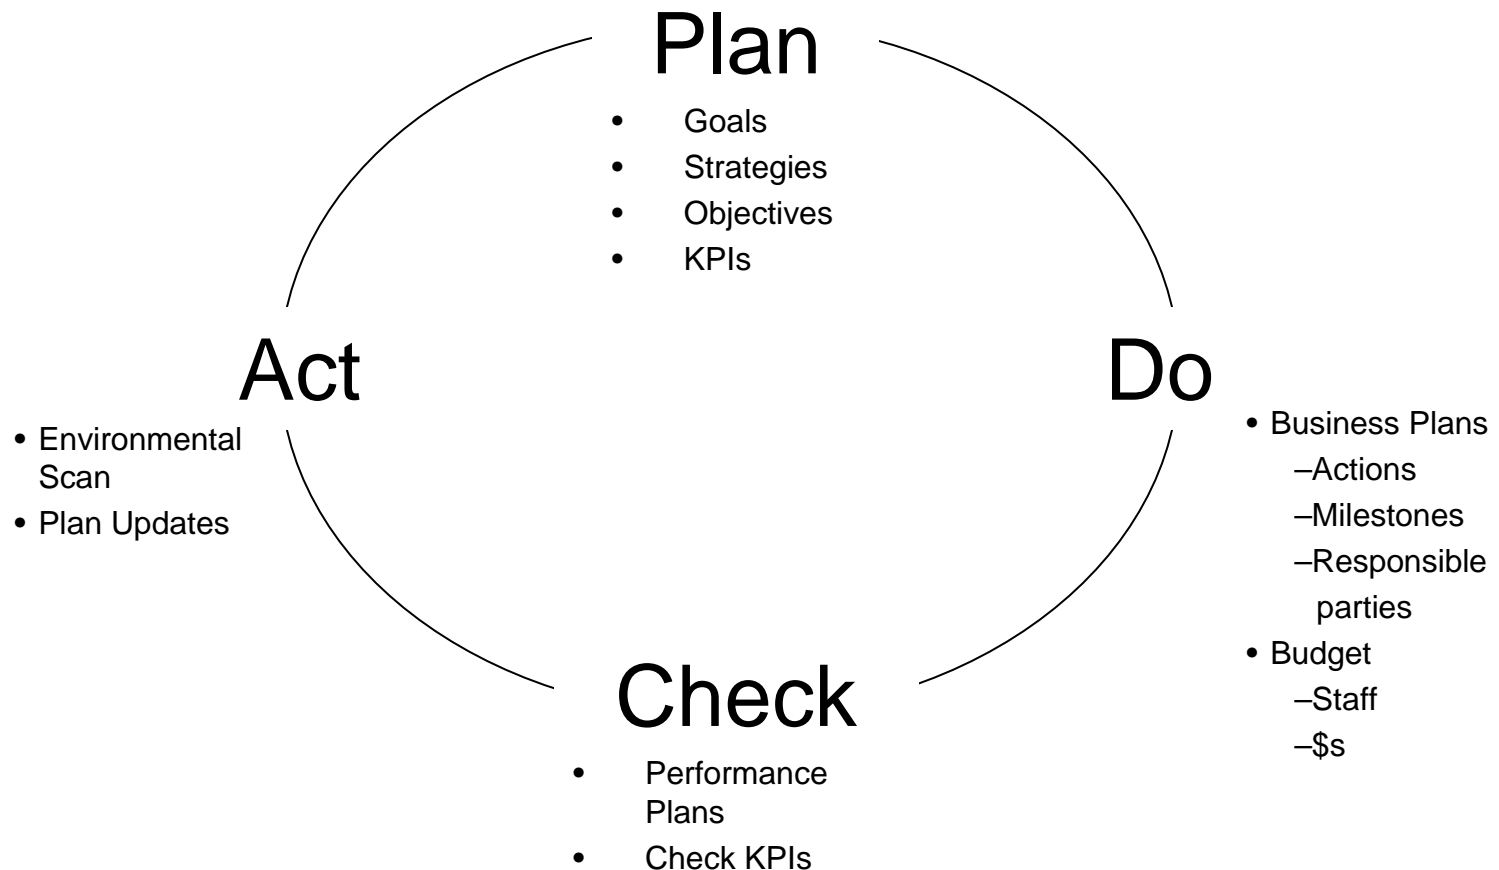 Plan
• Goals
• Strategies
• Objectives
• KPIs
Act
• Environmental
Scan
• Plan Updates
Do
• Business Plans
–Actions
–Milestones
–Responsible
parties
• Budget
–Staff
–$s
Check
• Performance
Plans
• Check KPIs